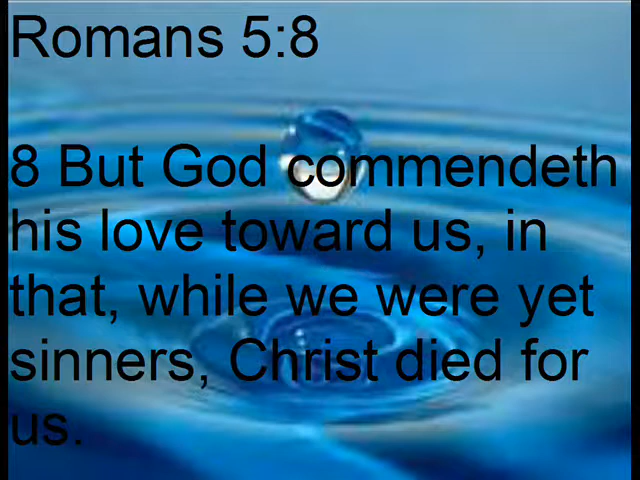 Romans 5:8
8 But God commendeth
his love toward us, in
that, while we were yet
sinners, Christ died for
us.